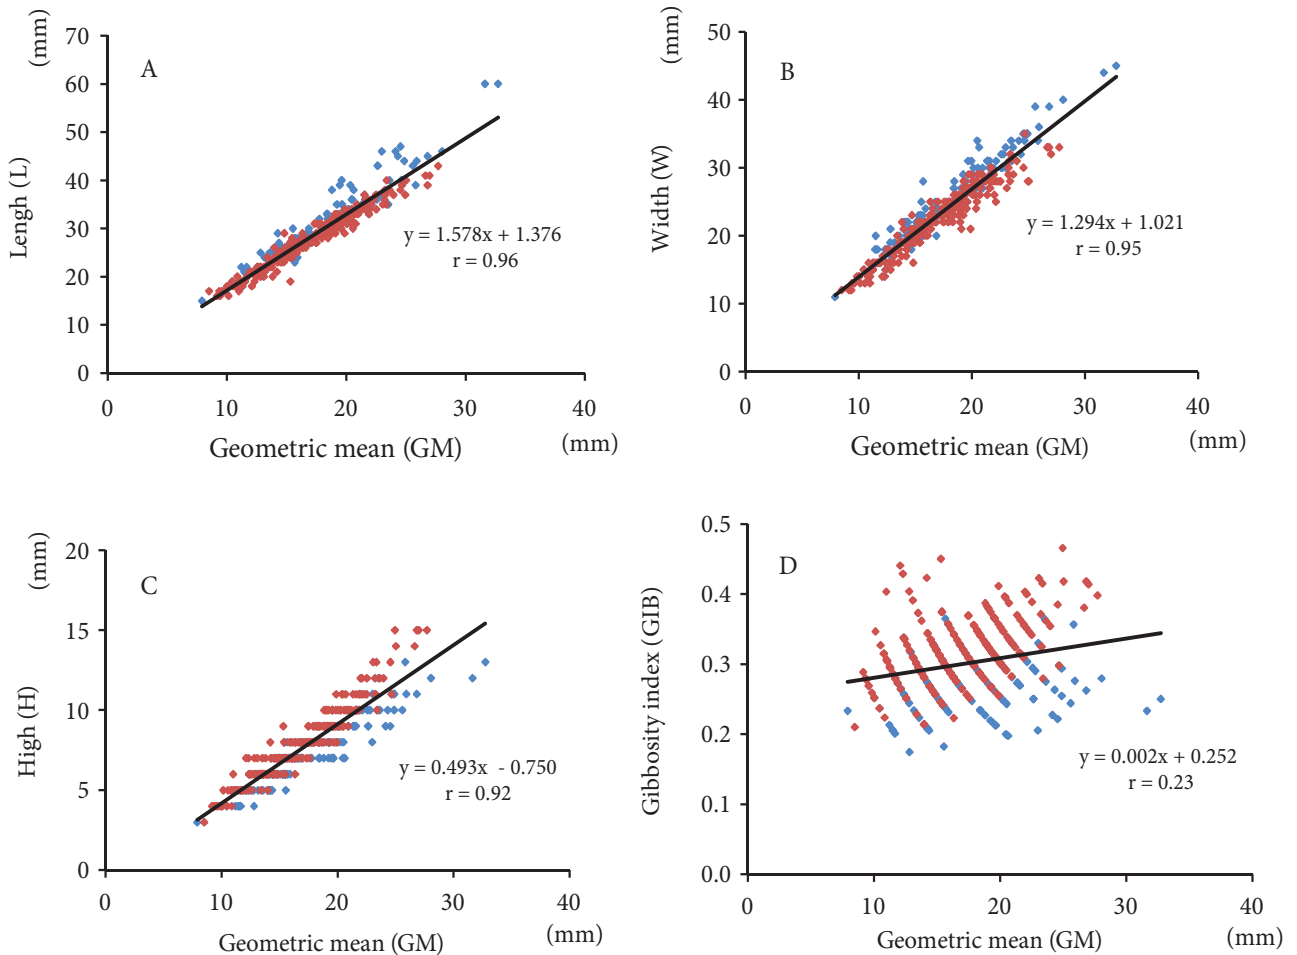 (mm)
70
60
50
40
30
20
10
0
Lengh (L)
A
y = 1.578x + 1.376
r = 0.96
0 10 20 30 40
Geometric mean (GM) (mm)
(mm)
50
40
30
20
10
0
Width (W)
B
y = 1.294x + 1.021
r = 0.95
0 10 20 30 40
Geometric mean (GM) (mm)
(mm)
20
15
10
5
0
High (H)
C
y = 0.493x - 0.750
r = 0.92
0 10 20 30 40
Geometric mean (GM) (mm)
0.5
0.4
0.3
0.2
0.1
0.0
Gibbosity index (GIB)
D
y = 0.002x + 0.252
r = 0.23
0 10 20 30 40
Geometric mean (GM) (mm)